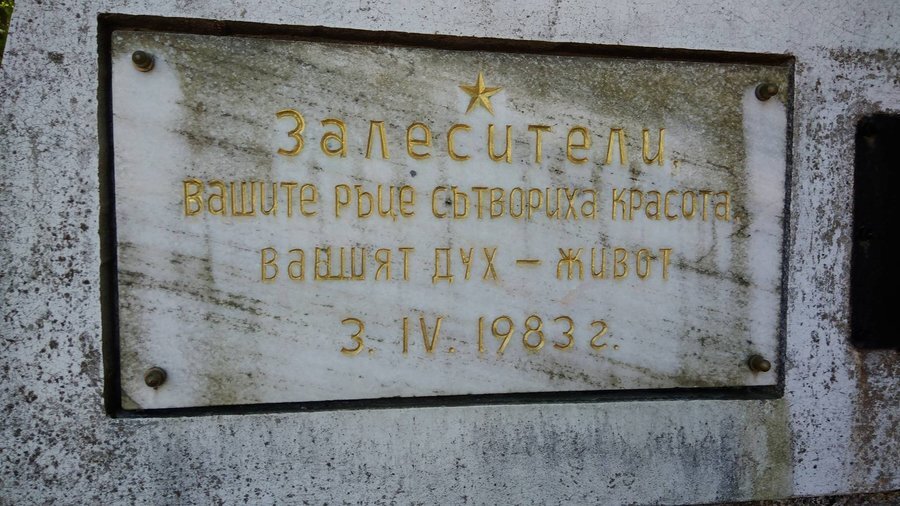 Залесители,
вашите ръце сътвориха красота,
вашият дух – живот
3. IV. 1983 г.